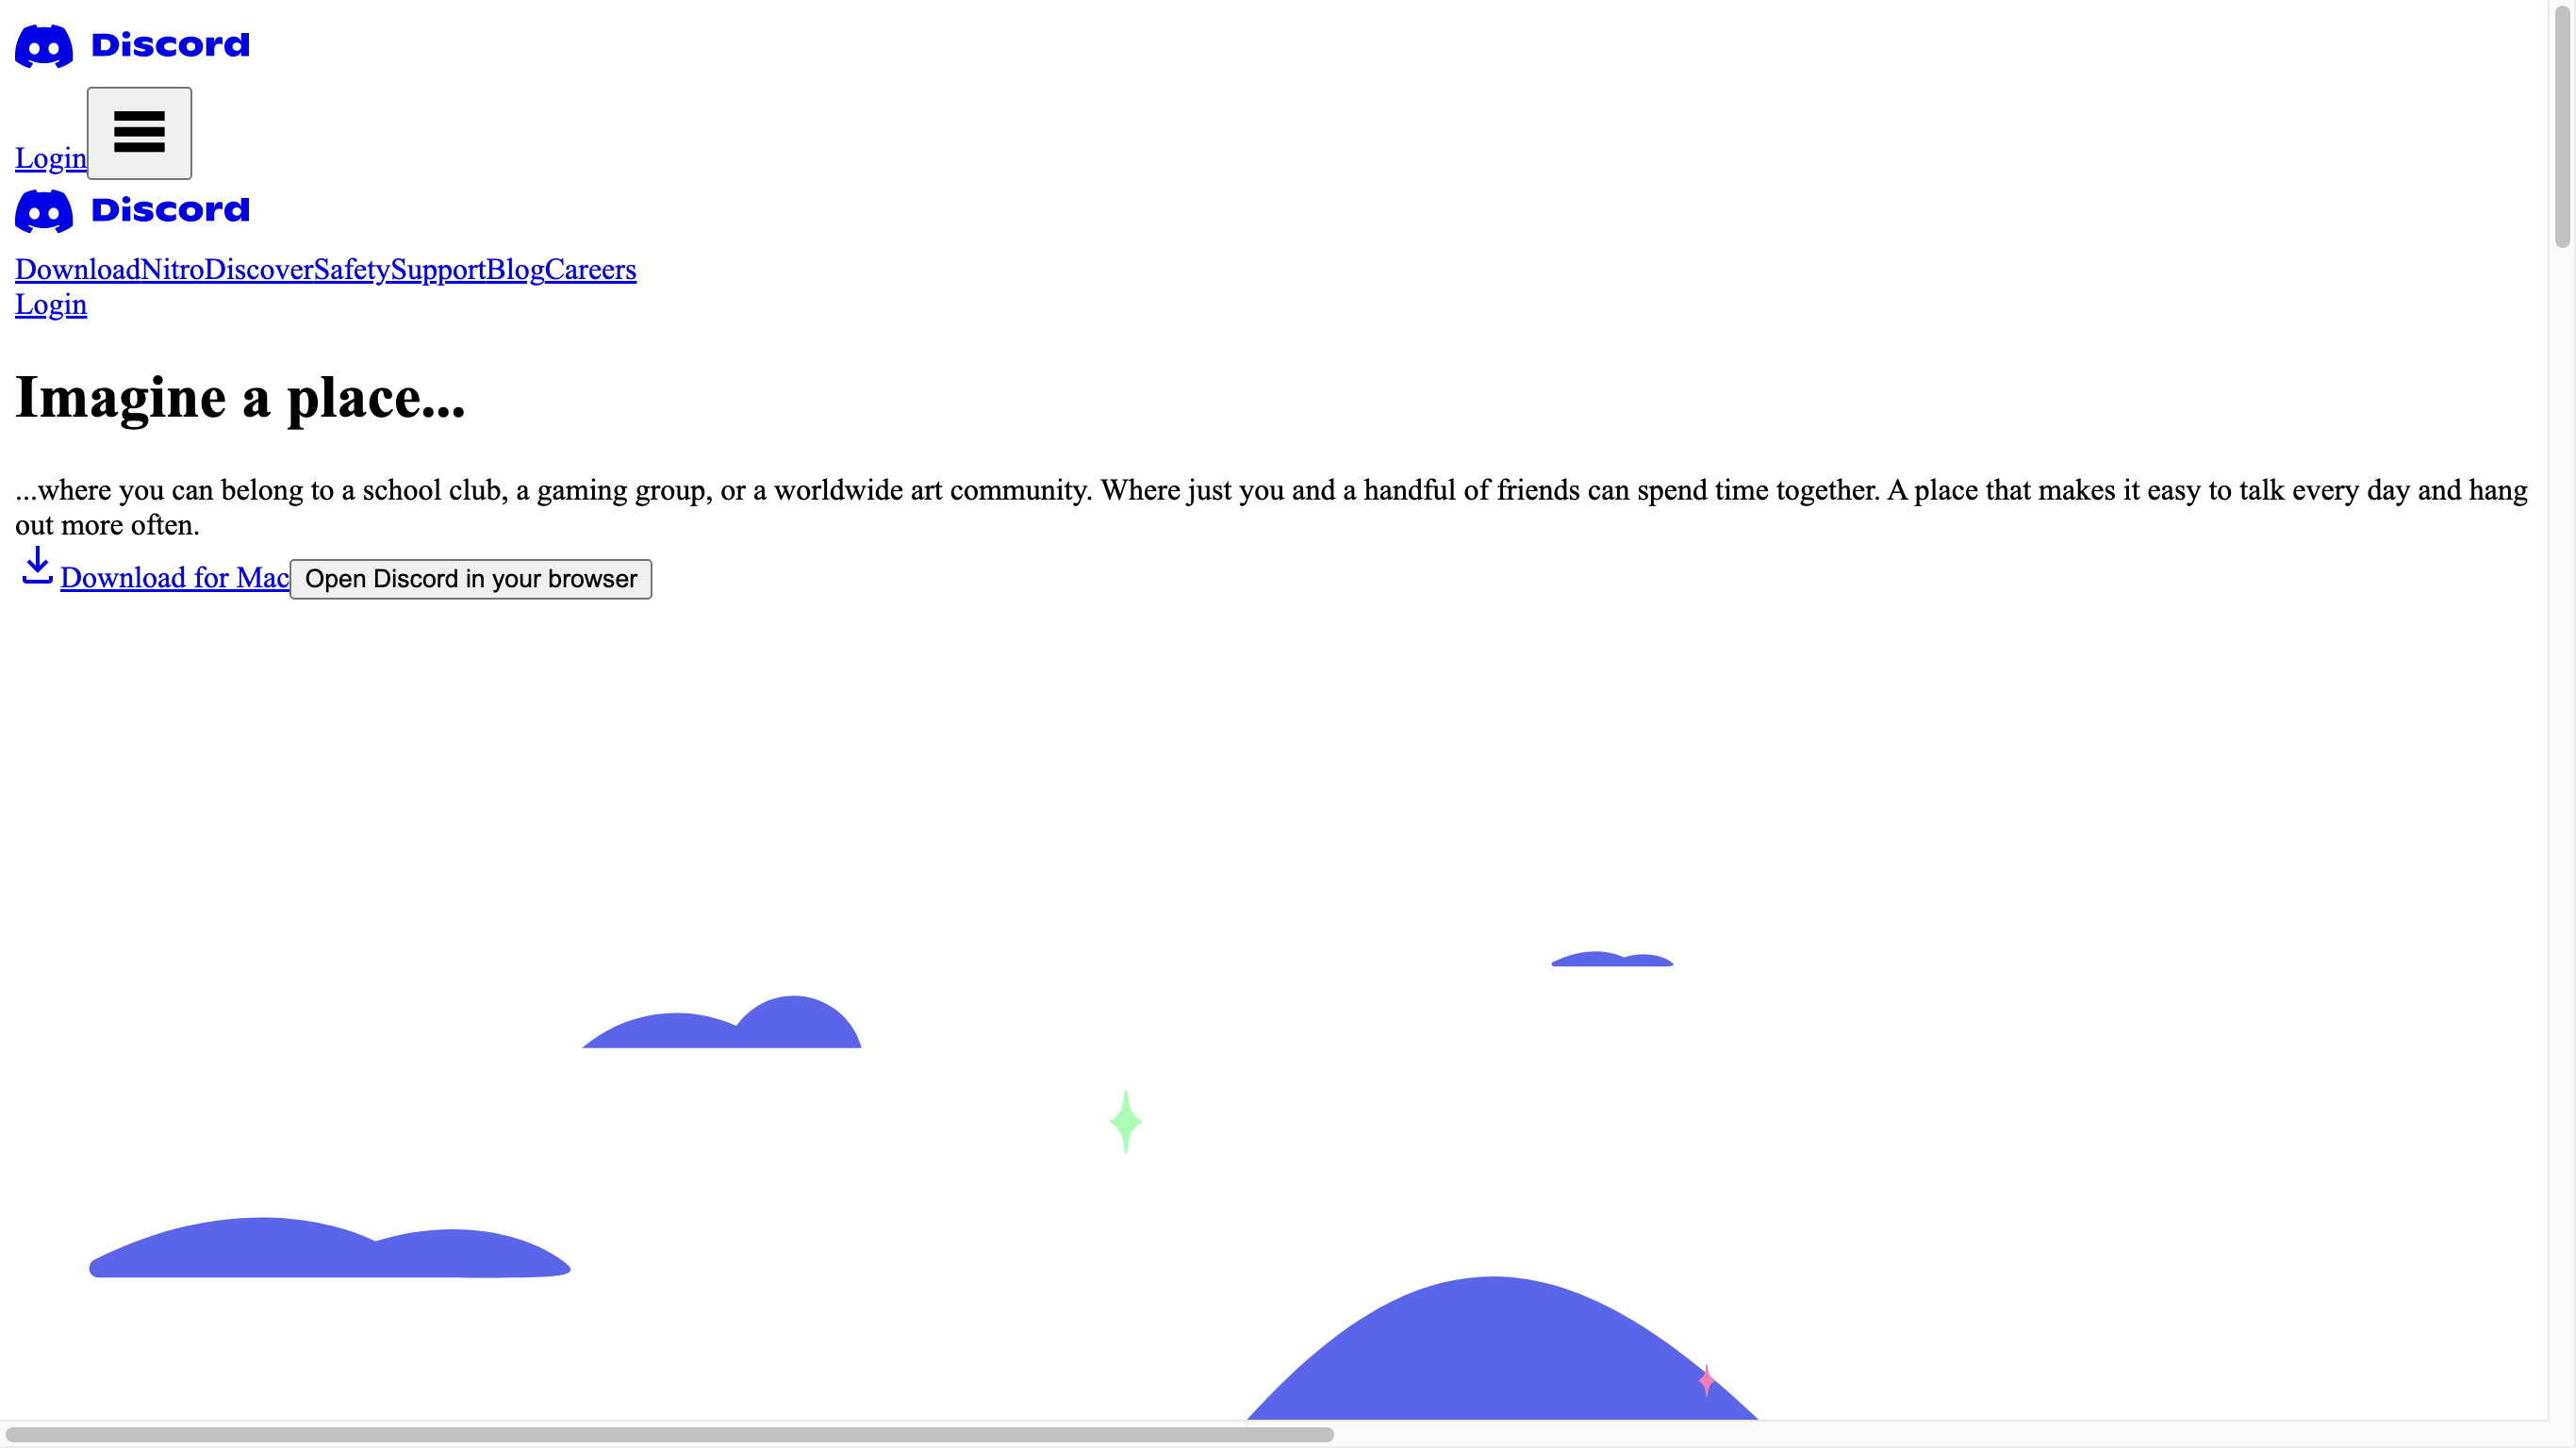 Discord
Login
Discord
DownloadNitroDiscoverSafetySupportBlogCareers
Login
Imagine a place...
...where you can belong to a school club, a gaming group, or a worldwide art community. Where just you and a handful of friends can spend time together. A place that makes it easy to talk every day and hang
out more often.
Download for Mac Open Discord in your browser